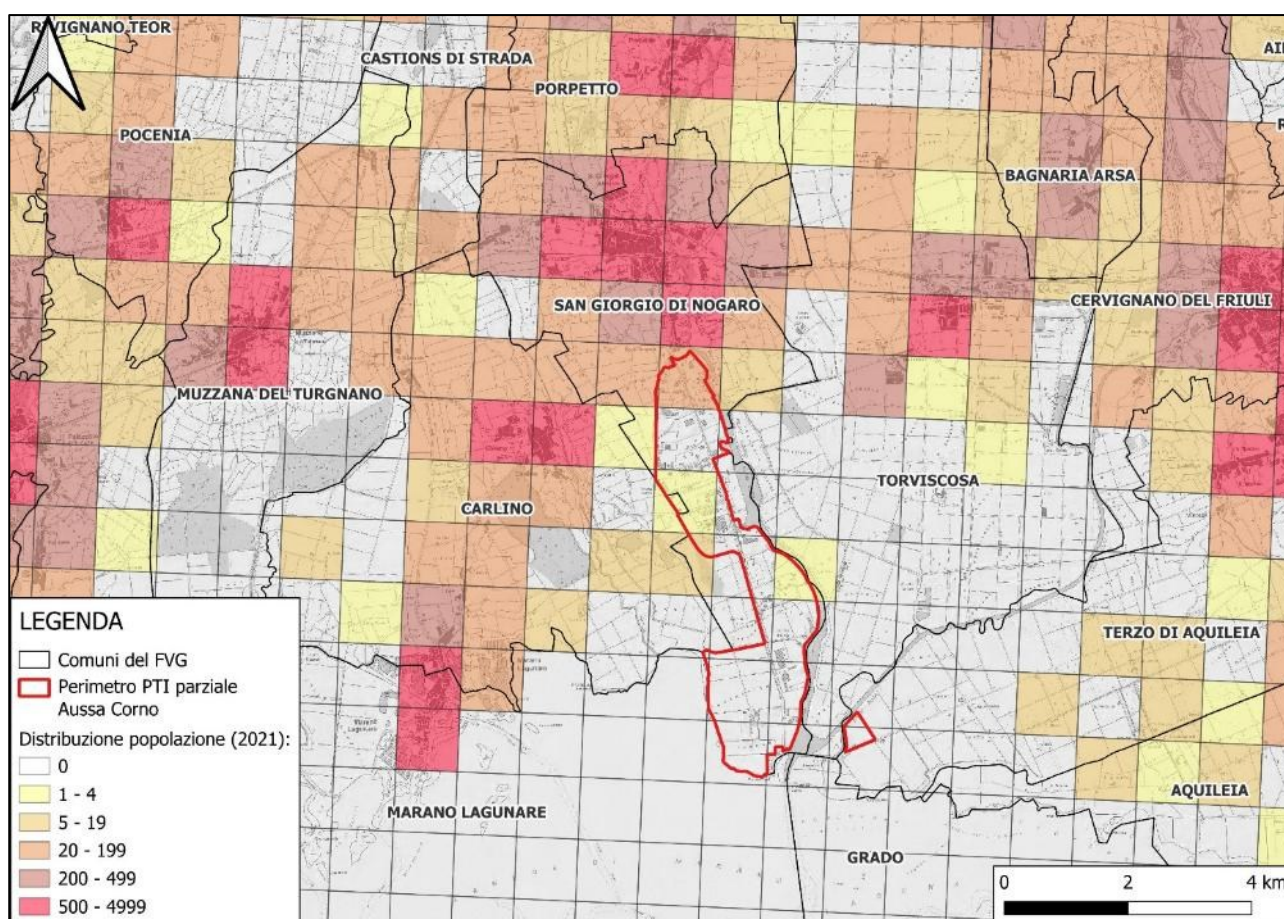 RIVIGNANO TEOR
CASTIONS DI STRADA
PORPETTO
POCENIA
BAGNARIA ARSA
SAN GIORGIO DI NOGARO
CERVIGNANO DEL FRIULI
MUZZANA DEL TURGNANO
TORVISCOSA
CARLINO
TERZO DI AQUILEIA
AQUILEIA
MARANO LAGUNARE
GRADO
LEGENDA
Comuni del FVG
Perimetro PTI parziale
Aussa Corno
Distribuzione popolazione (2021):
0
1 - 4
5 - 19
20 - 199
200 - 499
500 - 4999
0 2 4 km